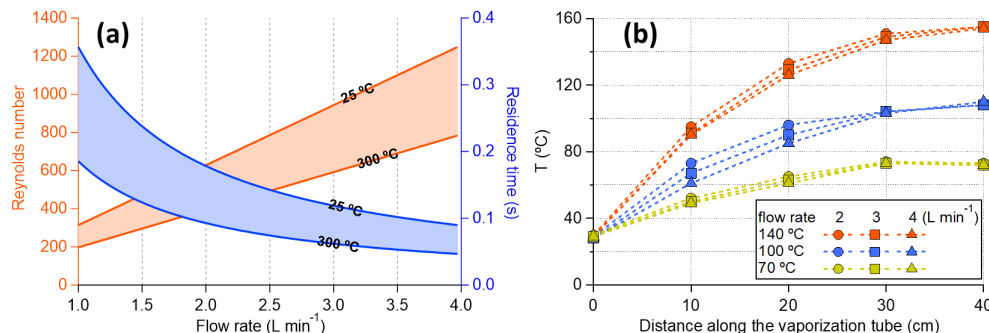 (a)
1400
1200
1000
800
600
400
200
0
Reynolds number
0.4
0.3
0.2
0.1
0.0
Residence time (s)
25 ºC
300 ºC
25 ºC
300 ºC
1.0 1.5 2.0 2.5 3.0 3.5 4.0
Flow rate (L min⁻¹)
(b)
160
120
80
40
0
T (ºC)
flow rate 2 3 4 (L min⁻¹)
140 ºC
100 ºC
70 ºC
0 10 20 30 40
Distance along the vaporization tube (cm)